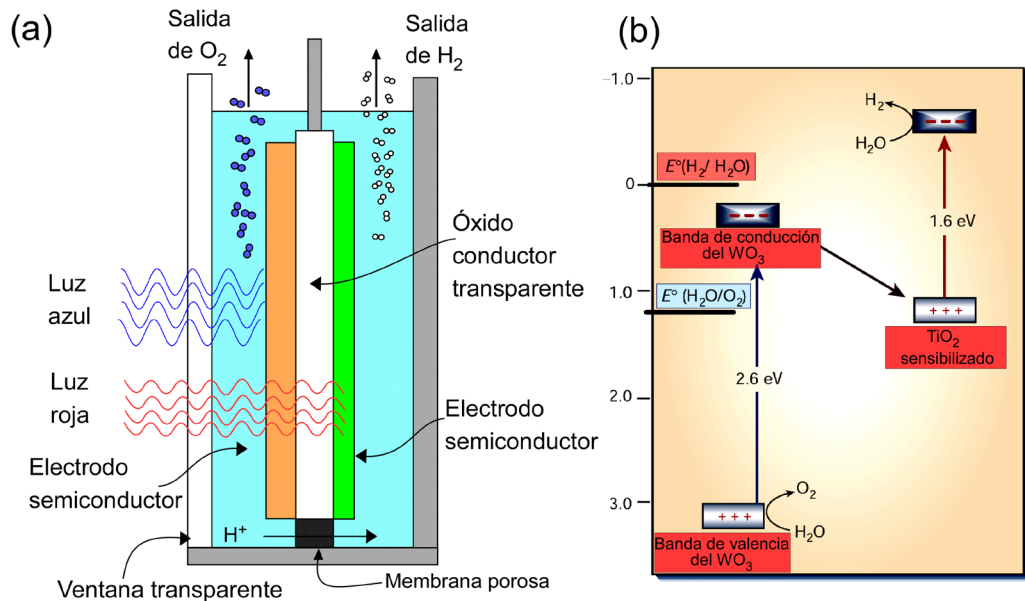 (a)
Salida
de O2
Salida
de H2
Óxido
conductor
transparente
Luz
azul
Luz
roja
Electrodo
semiconductor
Electrodo
semiconductor
H+
Membrana porosa
Ventana transparente
(b)
–1.0
0
1.0
2.0
3.0
H2
H2O
E°(H2/ H2O)
Banda de conducción
del WO3
1.6 eV
E° (H2O/O2)
+ + +
TiO2
sensibilizado
2.6 eV
+ + +
O2
H2O
Banda de valencia
del WO3